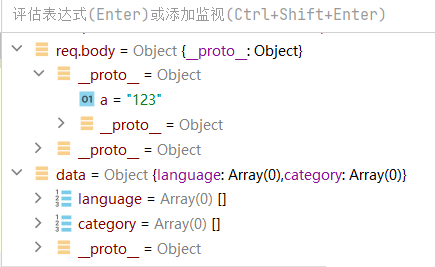 评估表达式(Enter)或添加监视(Ctrl+Shift+Enter)
req.body = Object {__proto__: Object}
__proto__ = Object
01 a = "123"
__proto__ = Object
__proto__ = Object
data = Object {language: Array(0),category: Array(0)}
language = Array(0) []
category = Array(0) []
__proto__ = Object